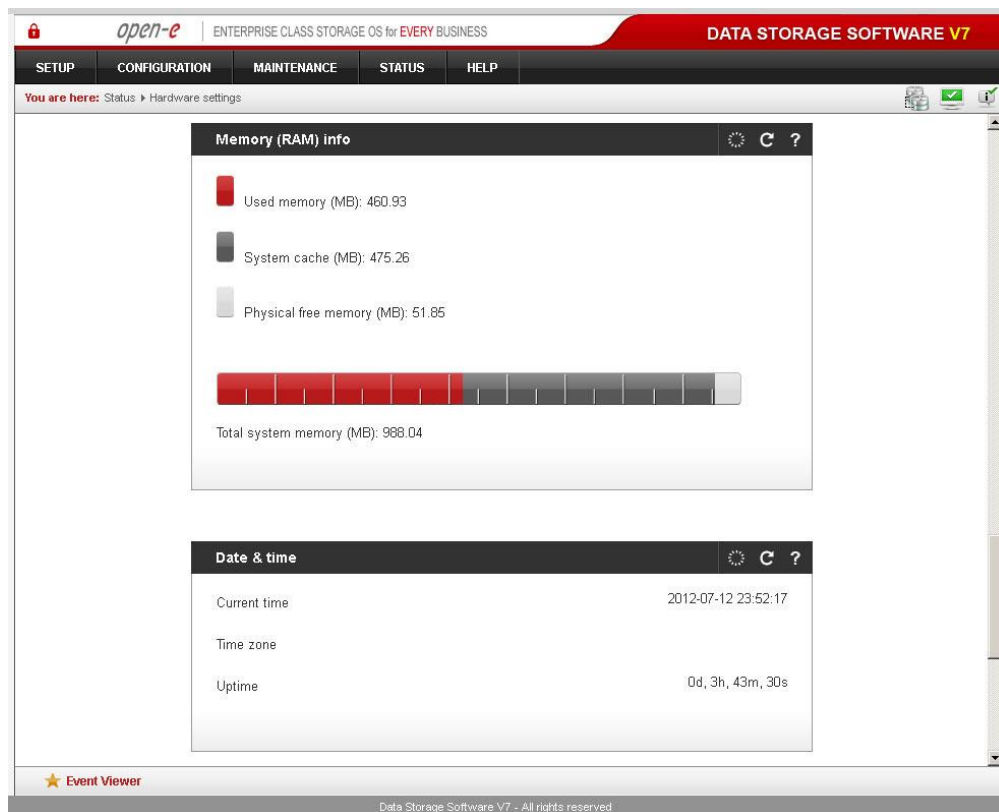 open-e ENTERPRISE CLASS STORAGE OS for EVERY BUSINESS DATA STORAGE SOFTWARE V7
SETUP CONFIGURATION MAINTENANCE STATUS HELP
You are here: Status Hardware settings
Memory (RAM) info
Used memory (MB): 460.93
System cache (MB): 475.26
Physical free memory (MB): 51.85
Total system memory (MB): 988.04
Date & time
Current time 2012-07-12 23:52:17
Time zone
Uptime 0d, 3h, 43m, 30s
Event Viewer
Data Storage Software V7 - All rights reserved